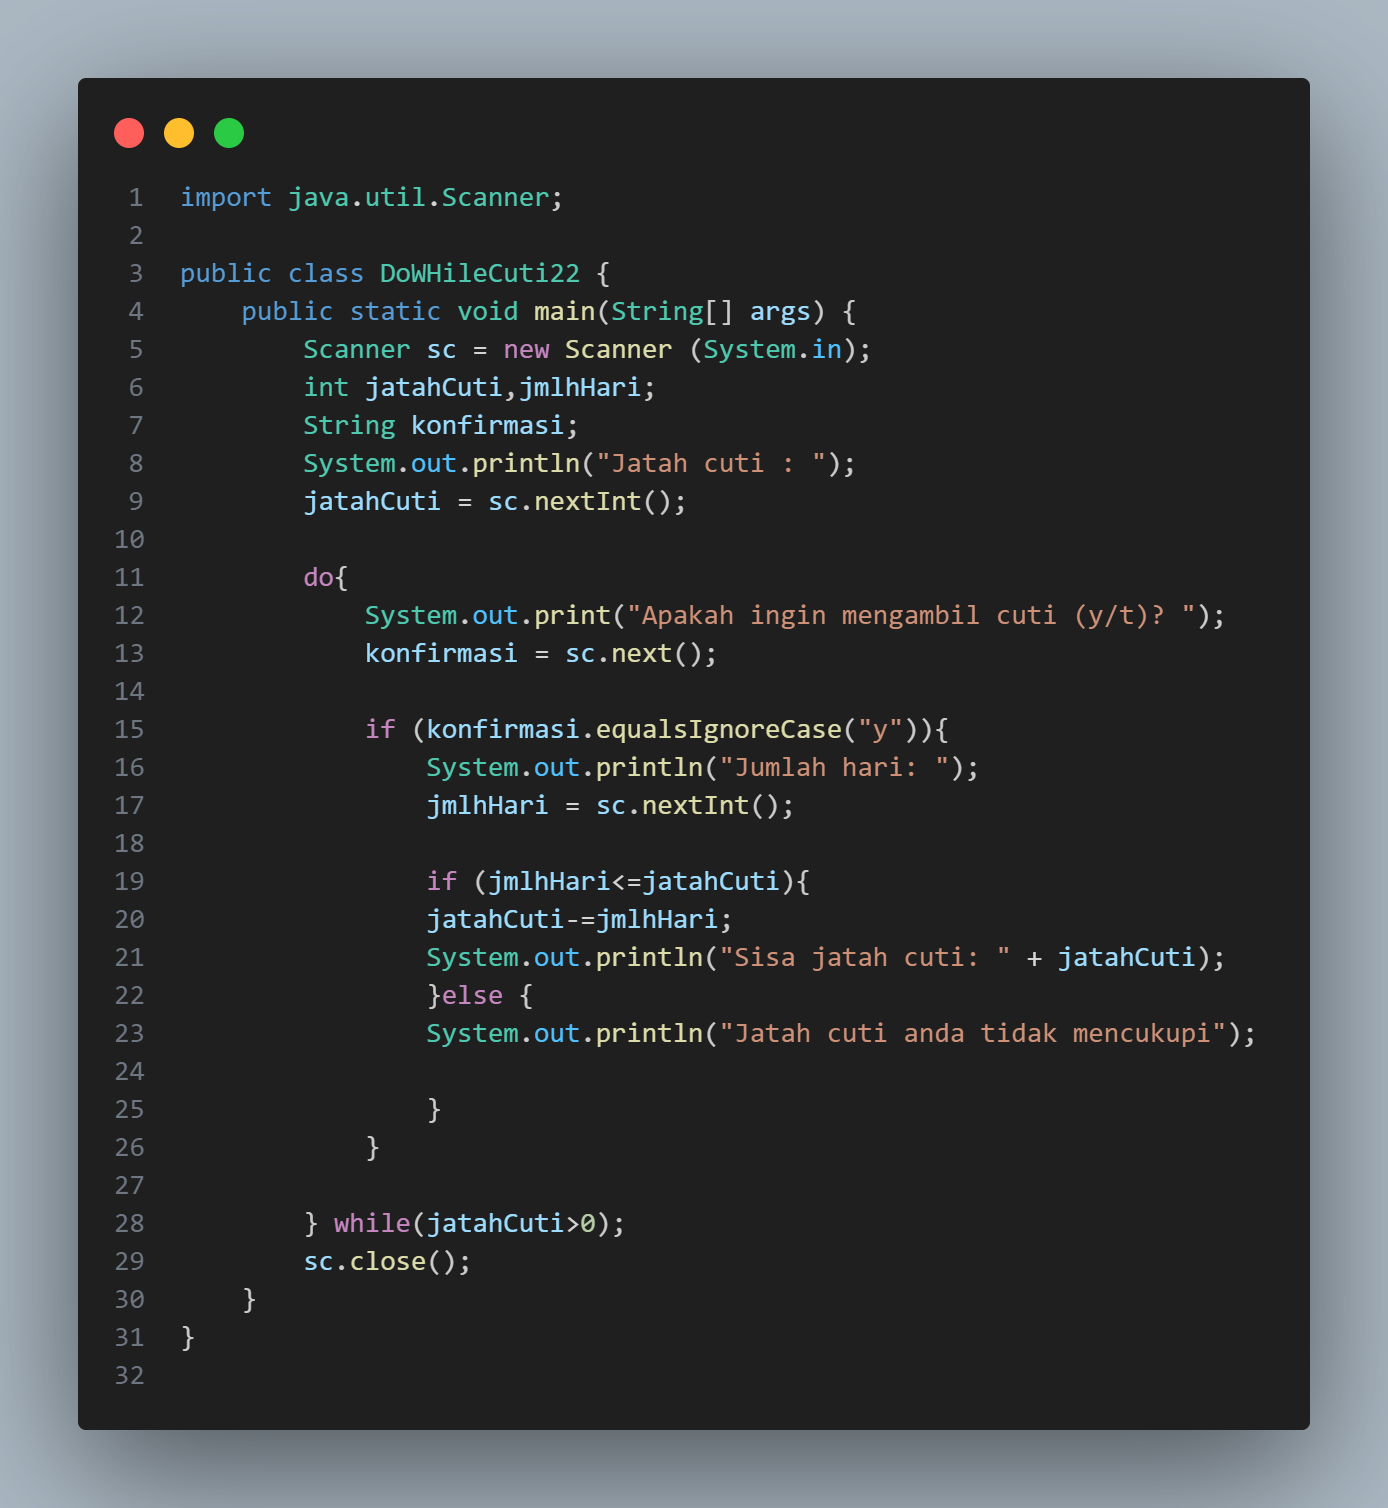 1 import java.util.Scanner;
2
3 public class DoWHileCuti22 {
4     public static void main(String[] args) {
5         Scanner sc = new Scanner (System.in);
6         int jatahCuti,jmlhHari;
7         String konfirmasi;
8         System.out.println("Jatah cuti : ");
9         jatahCuti = sc.nextInt();
10
11         do{
12             System.out.print("Apakah ingin mengambil cuti (y/t)? ");
13             konfirmasi = sc.next();
14
15             if (konfirmasi.equalsIgnoreCase("y")){
16                 System.out.println("Jumlah hari: ");
17                 jmlhHari = sc.nextInt();
18
19                 if (jmlhHari<=jatahCuti){
20                 jatahCuti-=jmlhHari;
21                 System.out.println("Sisa jatah cuti: " + jatahCuti);
22                 }else {
23                 System.out.println("Jatah cuti anda tidak mencukupi");
24
25                 }
26             }
27
28         } while(jatahCuti>0);
29         sc.close();
30     }
31 }
32